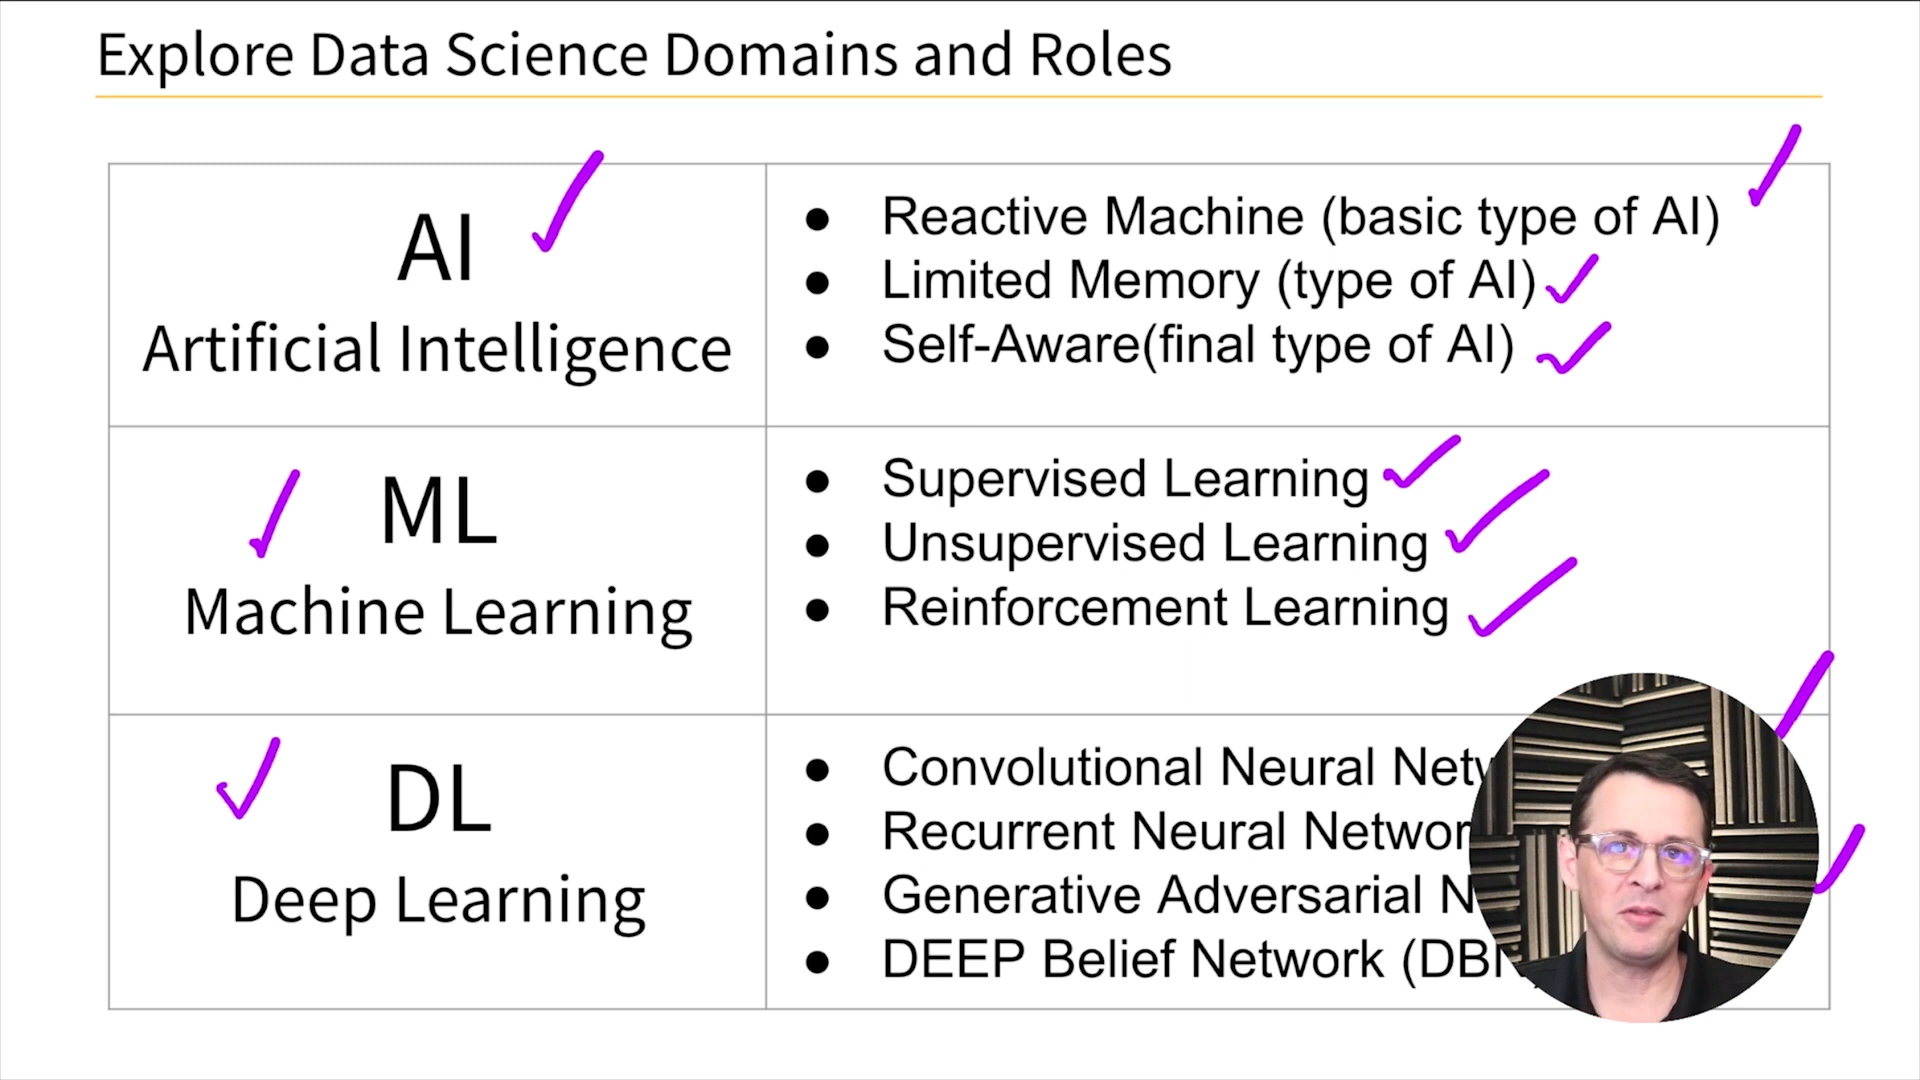 Explore Data Science Domains and Roles
AI
Artificial Intelligence
● Reactive Machine (basic type of AI)
● Limited Memory (type of AI)
● Self-Aware(final type of AI)
ML
Machine Learning
● Supervised Learning
● Unsupervised Learning
● Reinforcement Learning
DL
Deep Learning
● Convolutional Neural
● Recurrent Neural
● Generative Adversarial
● DEEP Belief Network